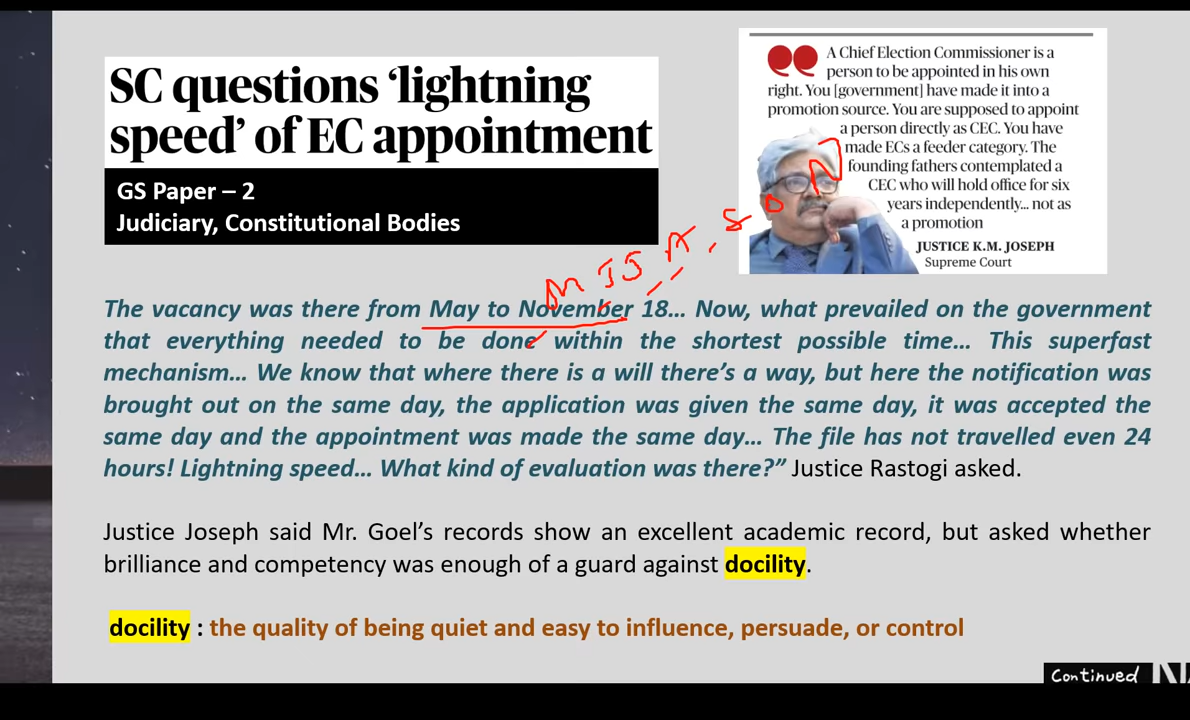 SC questions ‘lightning
speed’ of EC appointment
GS Paper – 2
Judiciary, Constitutional Bodies
A Chief Election Commissioner is a
person to be appointed in his own
right. You [government] have made it into a
promotion source. You are supposed to appoint
a person directly as CEC. You have
made ECs a feeder category. The
founding fathers contemplated a
CEC who will hold office for six
years independently... not as
a promotion
JUSTICE K.M. JOSEPH
Supreme Court
M J J A S O N
The vacancy was there from May to November 18... Now, what prevailed on the government
that everything needed to be done within the shortest possible time... This superfast
mechanism... We know that where there is a will there’s a way, but here the notification was
brought out on the same day, the application was given the same day, it was accepted the
same day and the appointment was made the same day... The file has not travelled even 24
hours! Lightning speed... What kind of evaluation was there?” Justice Rastogi asked.
Justice Joseph said Mr. Goel’s records show an excellent academic record, but asked whether
brilliance and competency was enough of a guard against docility.
docility : the quality of being quiet and easy to influence, persuade, or control
Continued